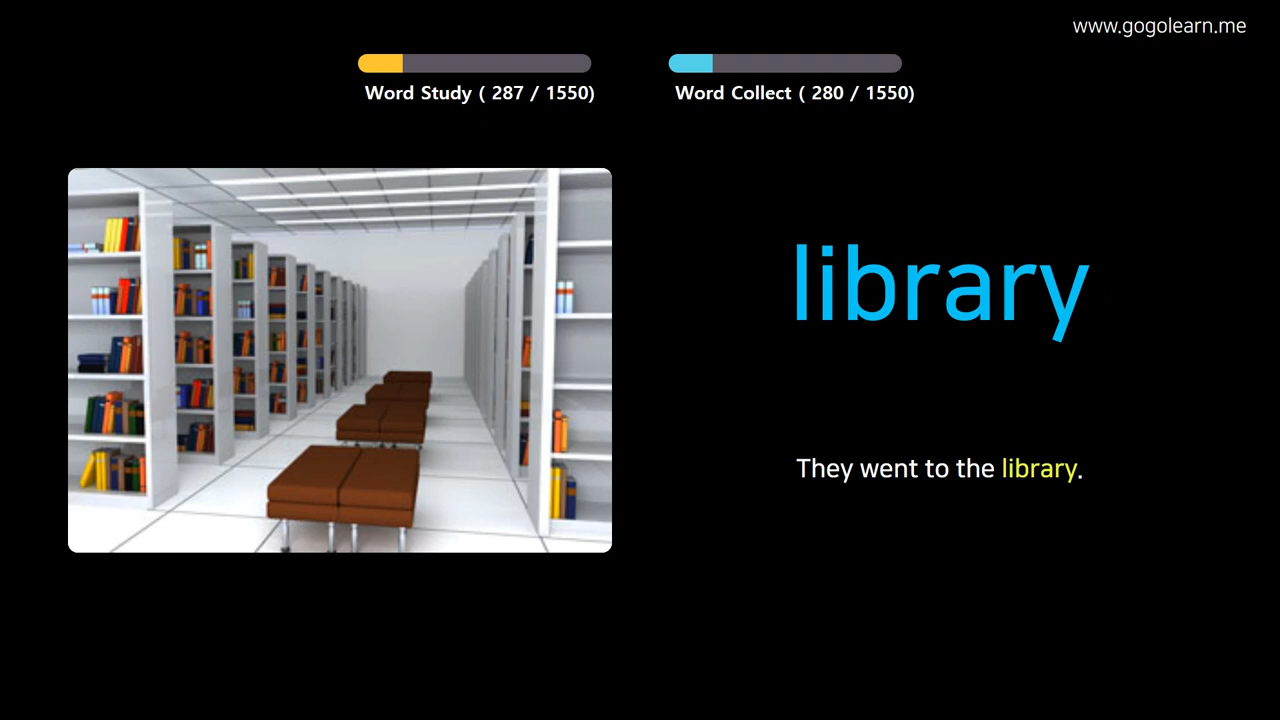 www.gogolearn.me
Word Study ( 287 / 1550)
Word Collect ( 280 / 1550)
library
They went to the library.